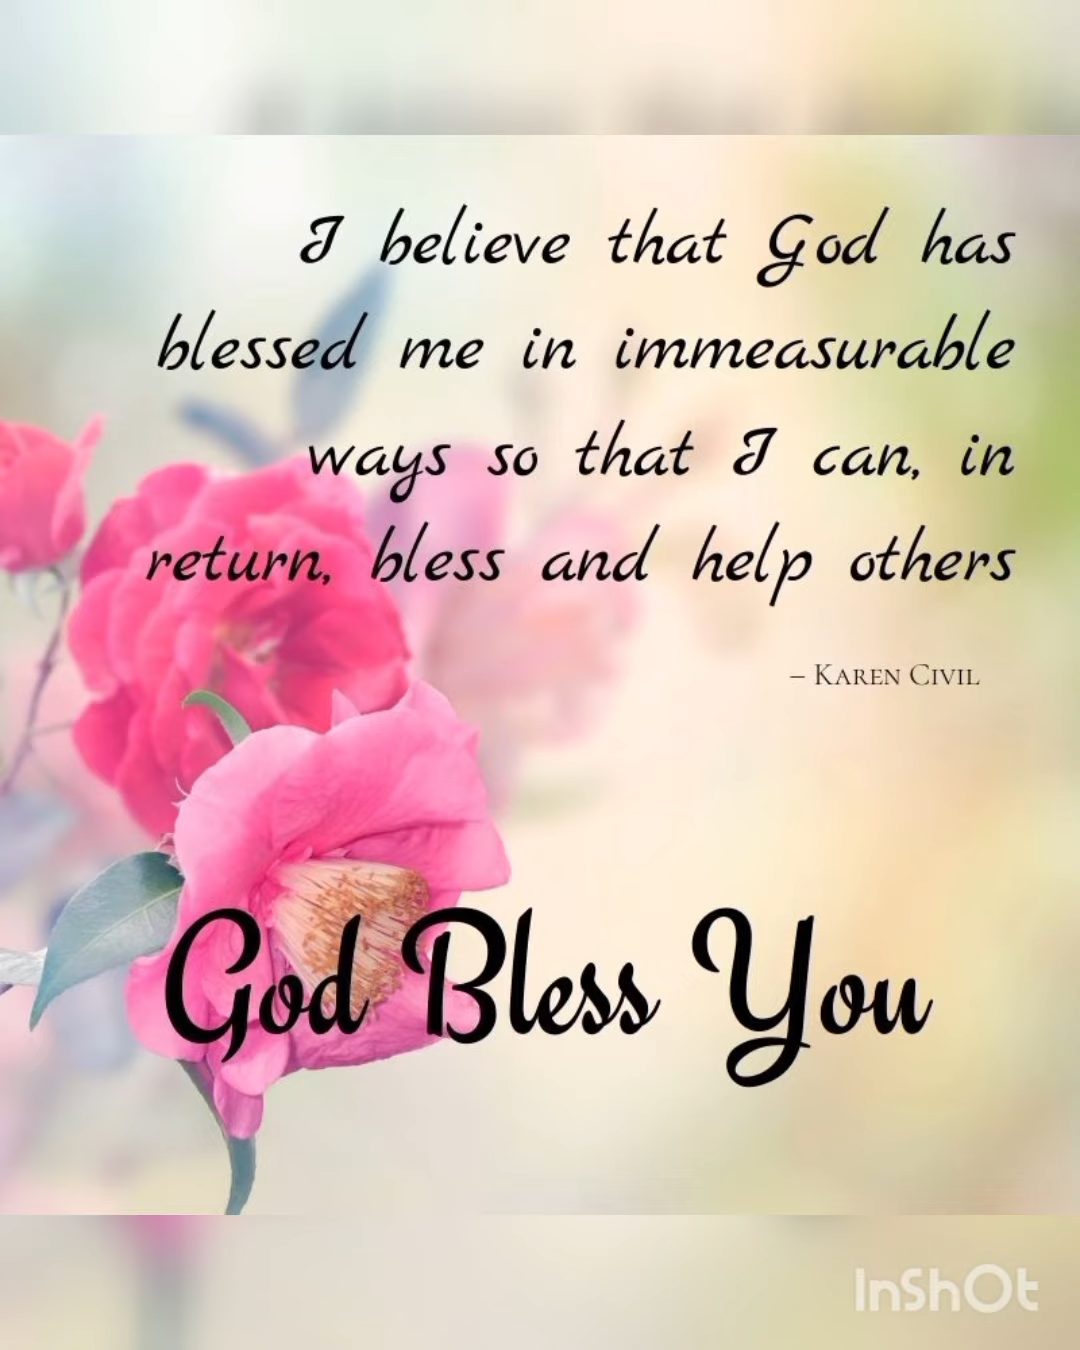 I believe that God has
blessed me in immeasurable
ways so that I can, in
return, bless and help others
– Karen Civil
God Bless You
InShOt